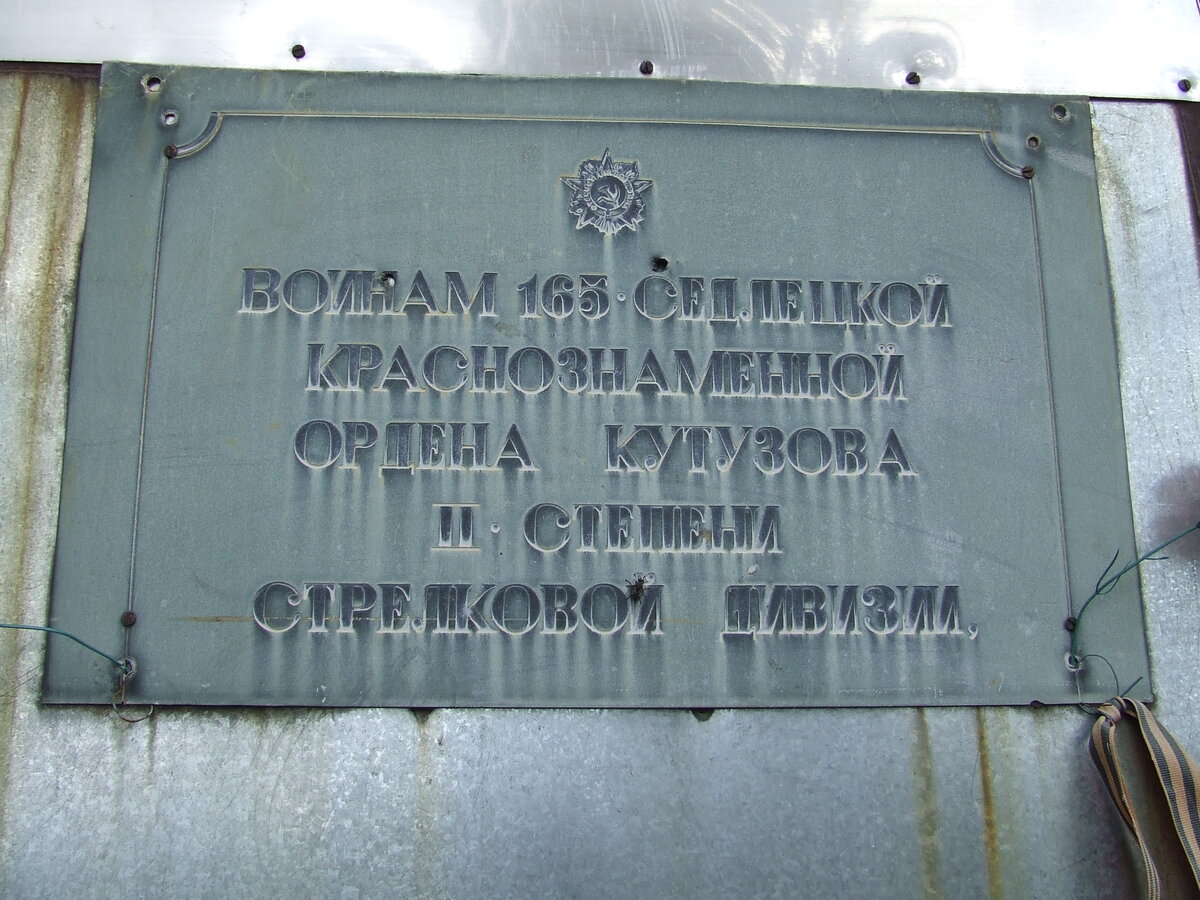 ВОИНАМ 165·СЕДЛЕЦКОЙ
КРАСНОЗНАМЕННОЙ
ОРДЕНА КУТУЗОВА
II·СТЕПЕНИ
СТРЕЛКОВОЙ ДИВИЗИИ,